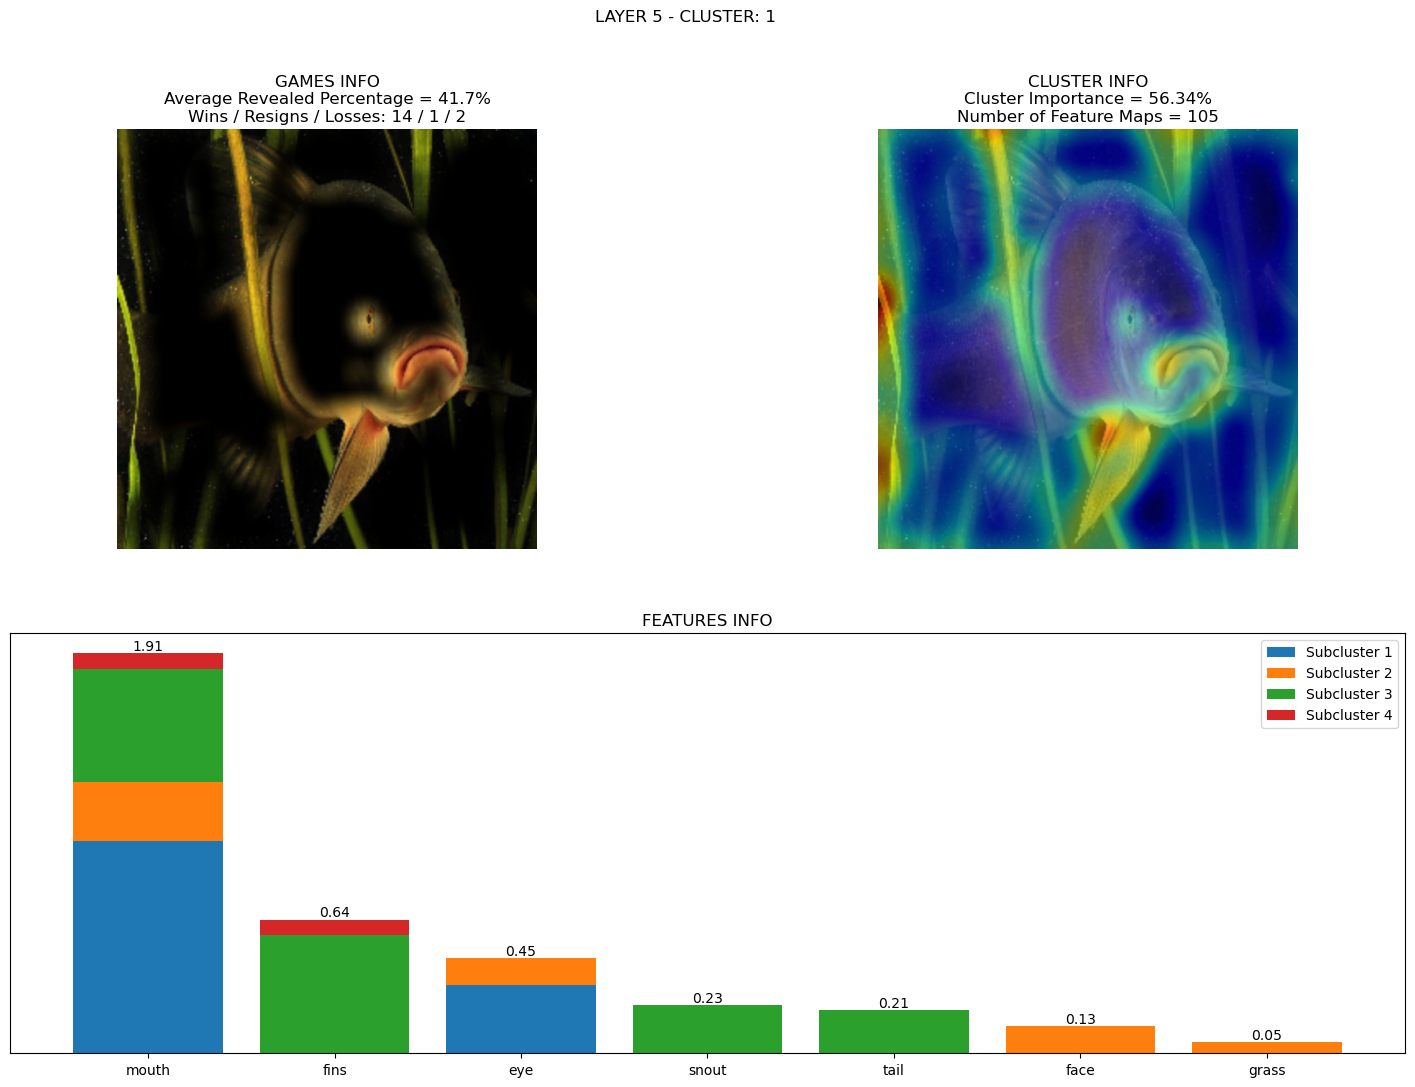 LAYER 5 - CLUSTER: 1
GAMES INFO
Average Revealed Percentage = 41.7%
Wins / Resigns / Losses: 14 / 1 / 2
CLUSTER INFO
Cluster Importance = 56.34%
Number of Feature Maps = 105
FEATURES INFO
1.91
0.64
0.45
0.23
0.21
0.13
0.05
Subcluster 1
Subcluster 2
Subcluster 3
Subcluster 4
mouth
fins
eye
snout
tail
face
grass